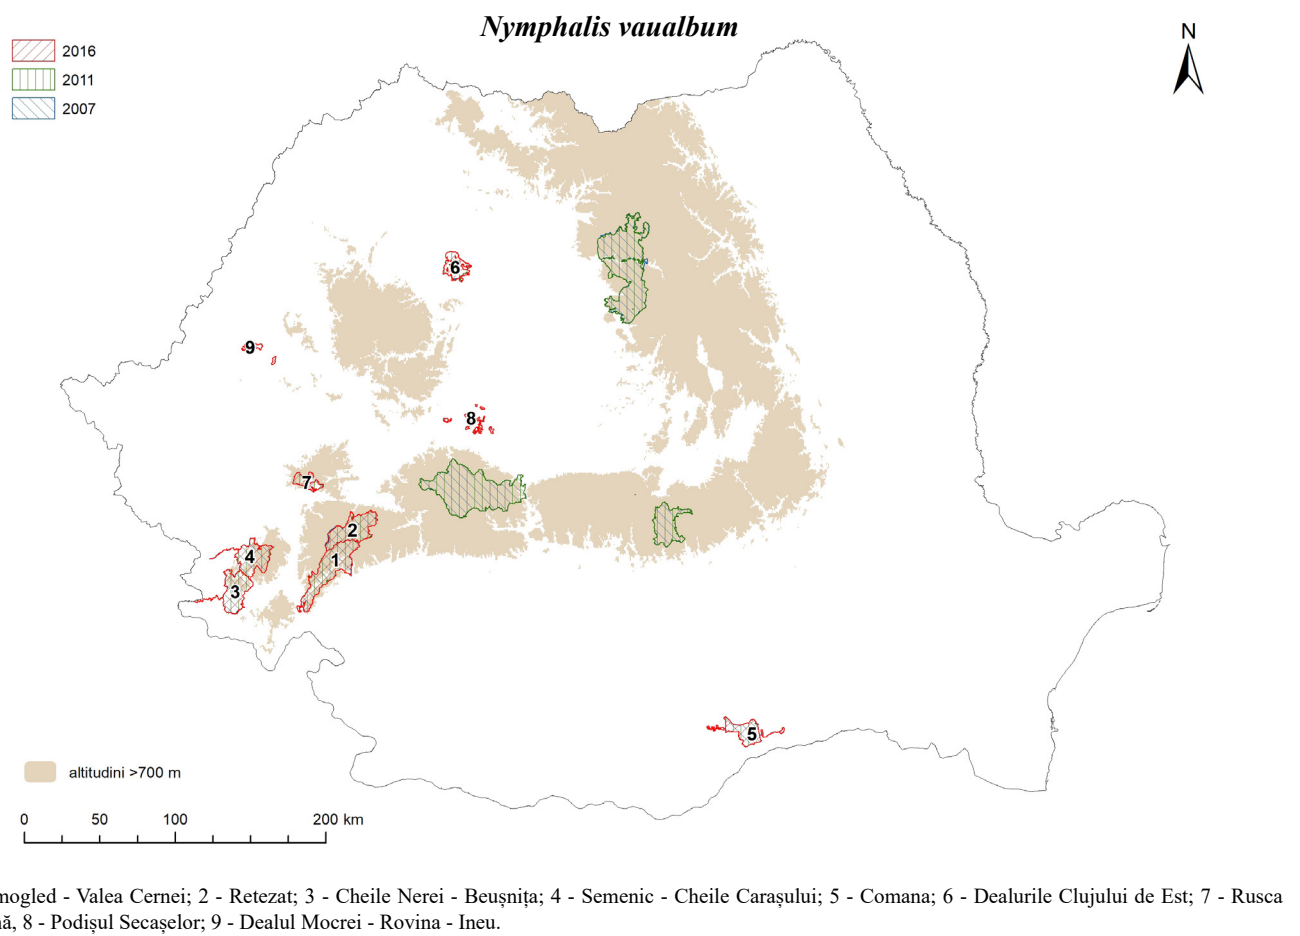 Nymphalis vaualbum
N
2016
2011
2007
6
9
8
7
2
4
1
3
5
altitudini >700 m
0 50 100 200 km
mogled - Valea Cernei; 2 - Retezat; 3 - Cheile Nerei - Beușnița; 4 - Semenic - Cheile Carașului; 5 - Comana; 6 - Dealurile Clujului de Est; 7 - Rusca
nă, 8 - Podișul Secașelor; 9 - Dealul Mocrei - Rovina - Ineu.